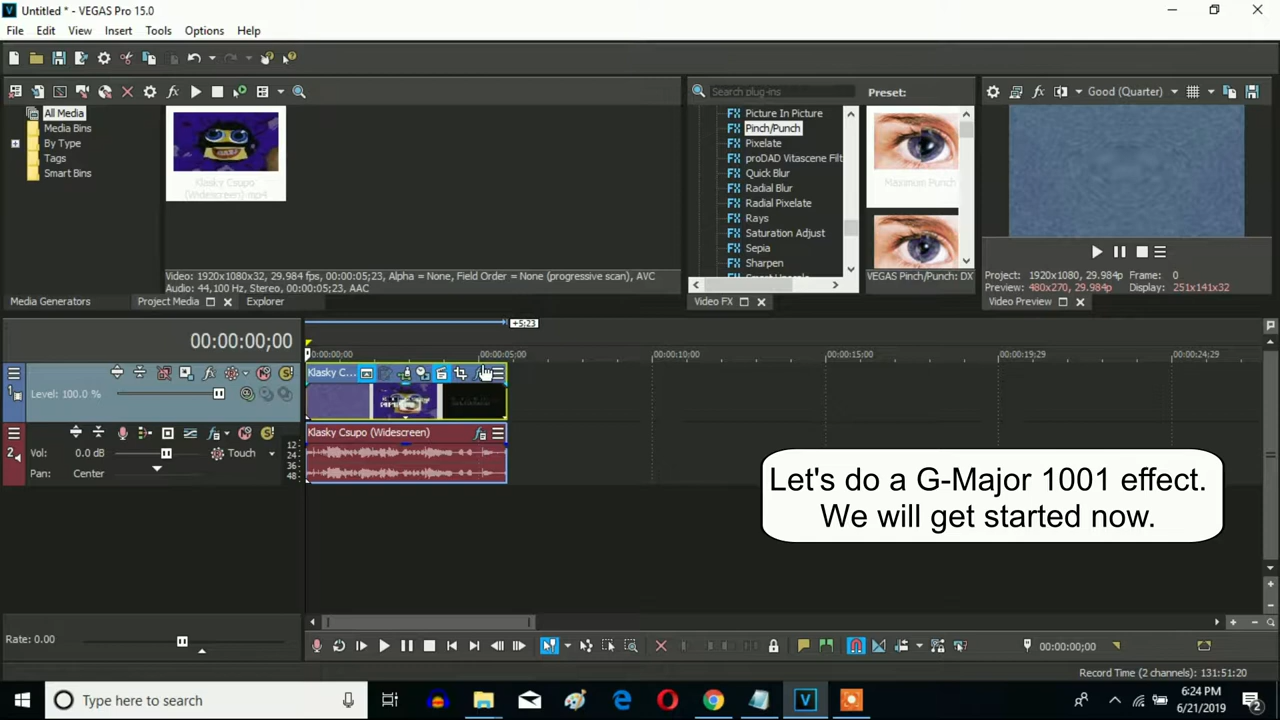 Untitled * - VEGAS Pro 15.0
File Edit View Insert Tools Options Help
Search plug-ins
Preset:
Good (Quarter)
All Media
Media Bins
By Type
Tags
Smart Bins
Klasky Csupo
(Widescreen).mp4
Picture In Picture
Pinch/Punch
Pixelate
proDAD Vitascene Filt
Quick Blur
Radial Blur
Radial Pixelate
Rays
Saturation Adjust
Sepia
Sharpen
Maximum Punch
VEGAS Pinch/Punch: DX
Video: 1920x1080x32, 29.984 fps, 00:00:05;23, Alpha = None, Field Order = None (progressive scan), AVC
Audio: 44,100 Hz, Stereo, 00:00:05;23, AAC
Project: 1920x1080, 29.984p Frame: 0
Preview: 480x270, 29.984p Display: 251x141x32
Media Generators Project Media Explorer
Video FX
Video Preview
+5;23
00:00:00;00
00:00:00;00 00:00:05;00 00:00:10;00 00:00:15;00 00:00:19;29 00:00:24;29
Klasky C...
1
Level: 100.0 %
2
Klasky Csupo (Widescreen)
Vol: 0.0 dB Touch
Pan: Center
12
24
36
48
Let's do a G-Major 1001 effect.
We will get started now.
Rate: 0.00
00:00:00;00
Record Time (2 channels): 131:51:20
Type here to search
6:24 PM
6/21/2019
2